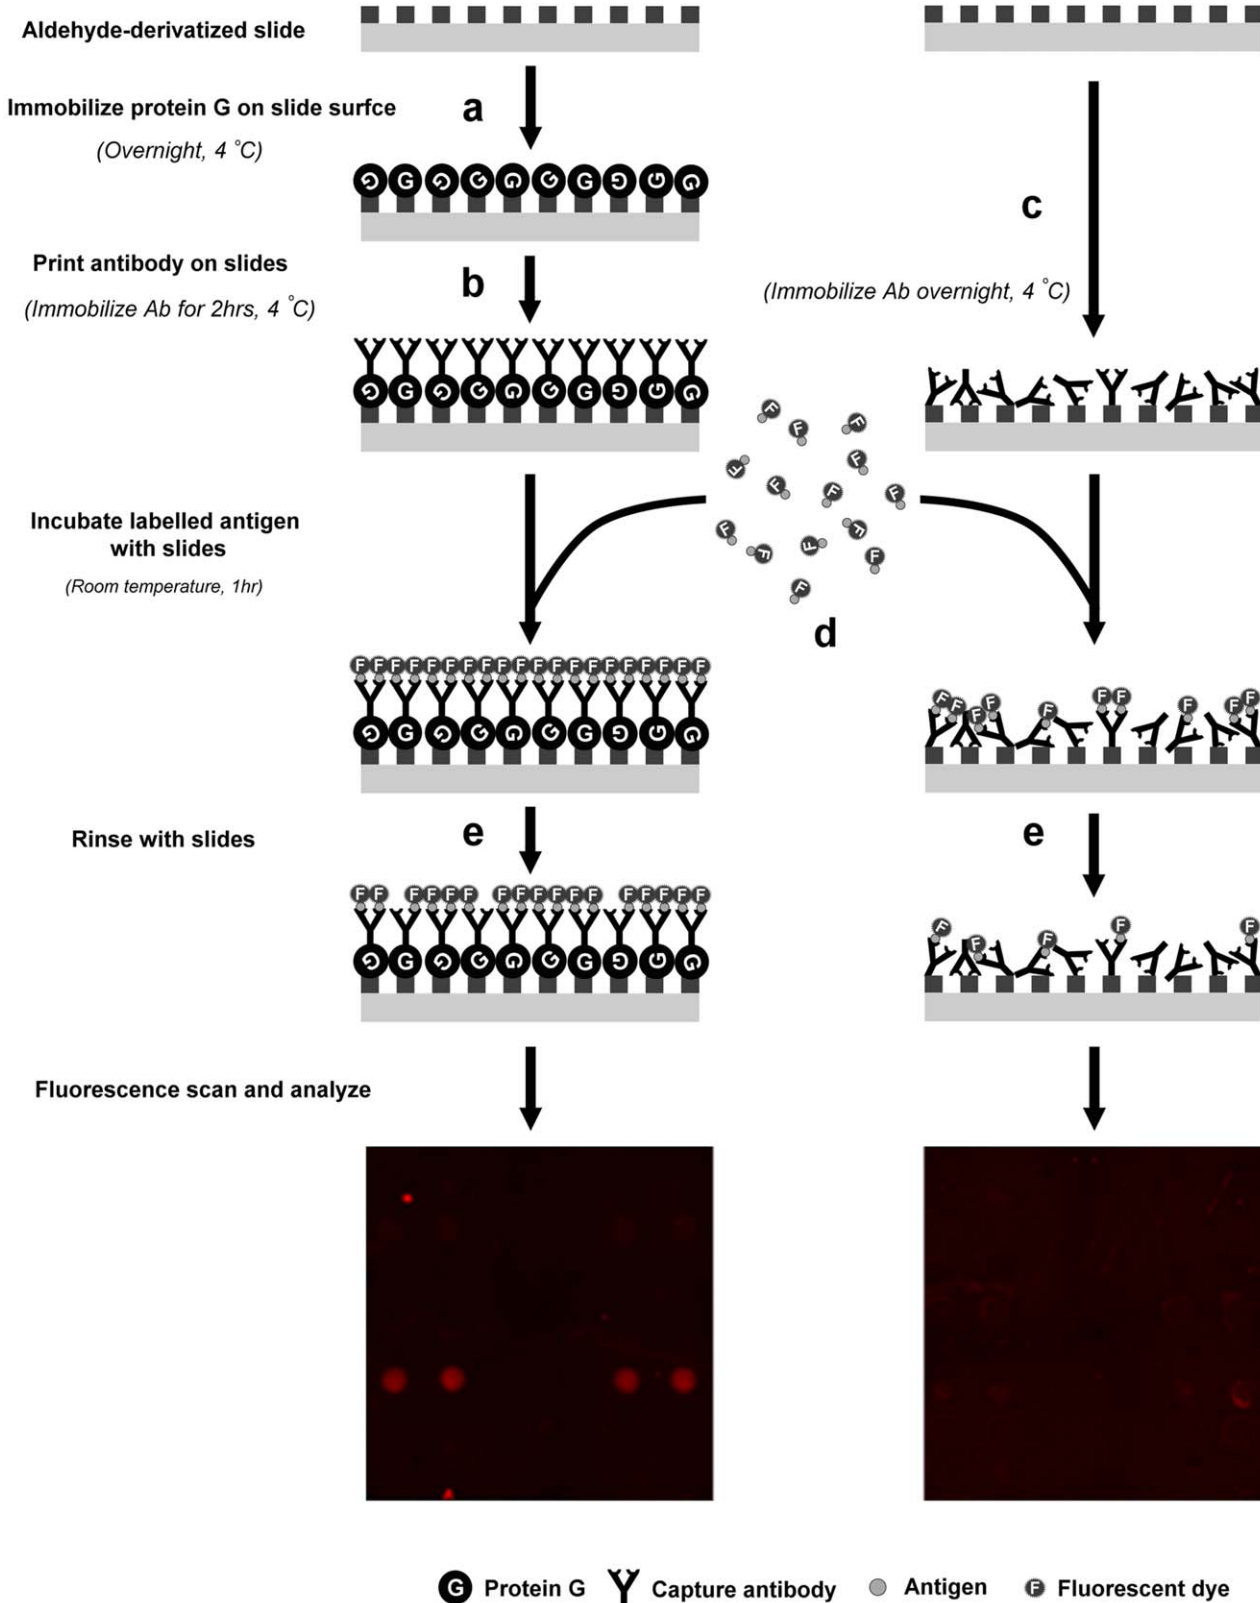 Aldehyde-derivatized slide
Immobilize protein G on slide surfce
a
(Overnight, 4 °C)
c
G G G G G G G G G G
Print antibody on slides
b
(Immobilize Ab for 2hrs, 4 °C)
(Immobilize Ab overnight, 4 °C)
G G G G G G G G G G
F F F F F F F F F F F F F F
Incubate labelled antigen
with slides
(Room temperature, 1hr)
d
F F F F F F F F F F F F F F F F F F F F
F F F F F F F F F F
G G G G G G G G G G
Rinse with slides
e
e
F F F F F F F F F F F F F F F F F
F F F F F
G G G G G G G G G G
Fluorescence scan and analyze
G Protein G
Capture antibody
Antigen
F Fluorescent dye